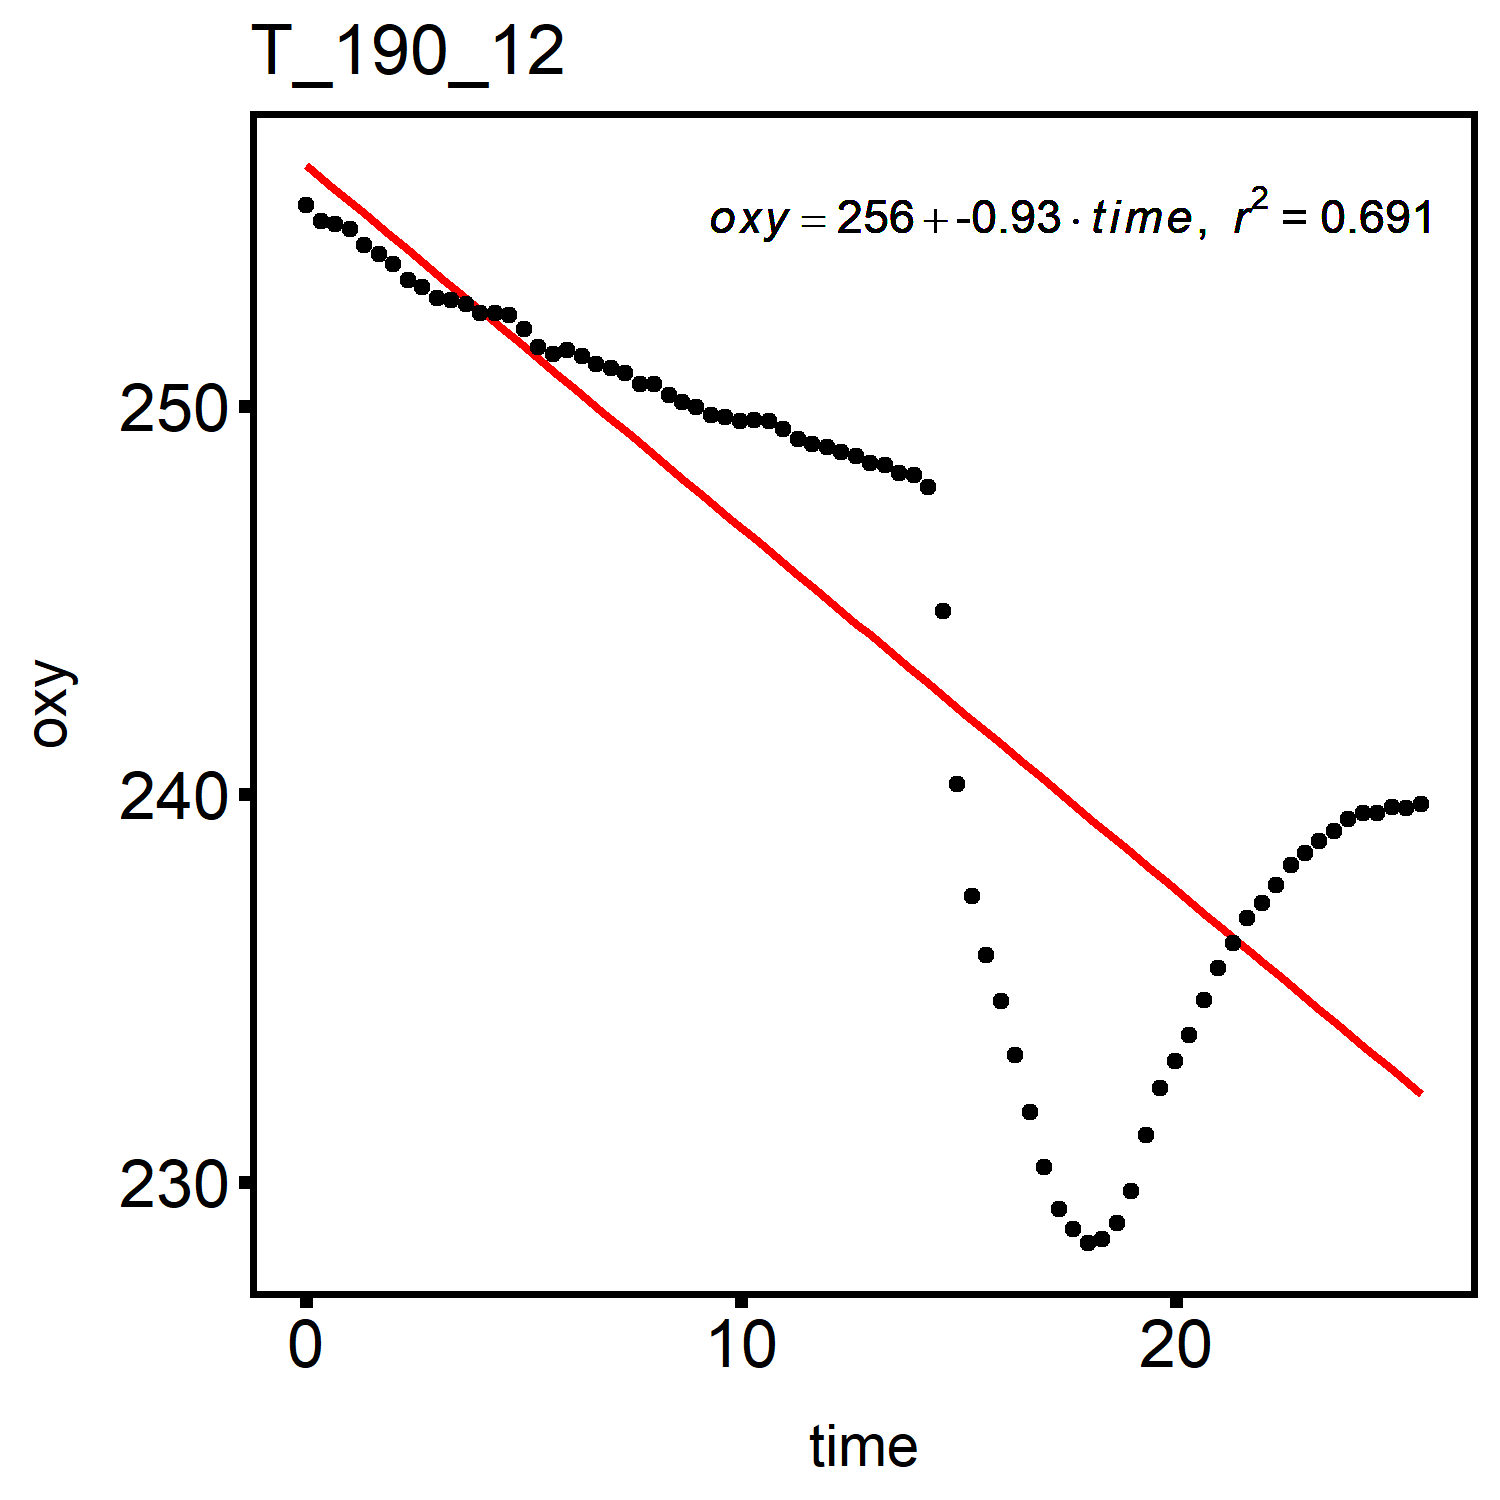 T_190_12
oxy = 256 + -0.93 · time, r² = 0.691
250
240
230
oxy
0 10 20
time